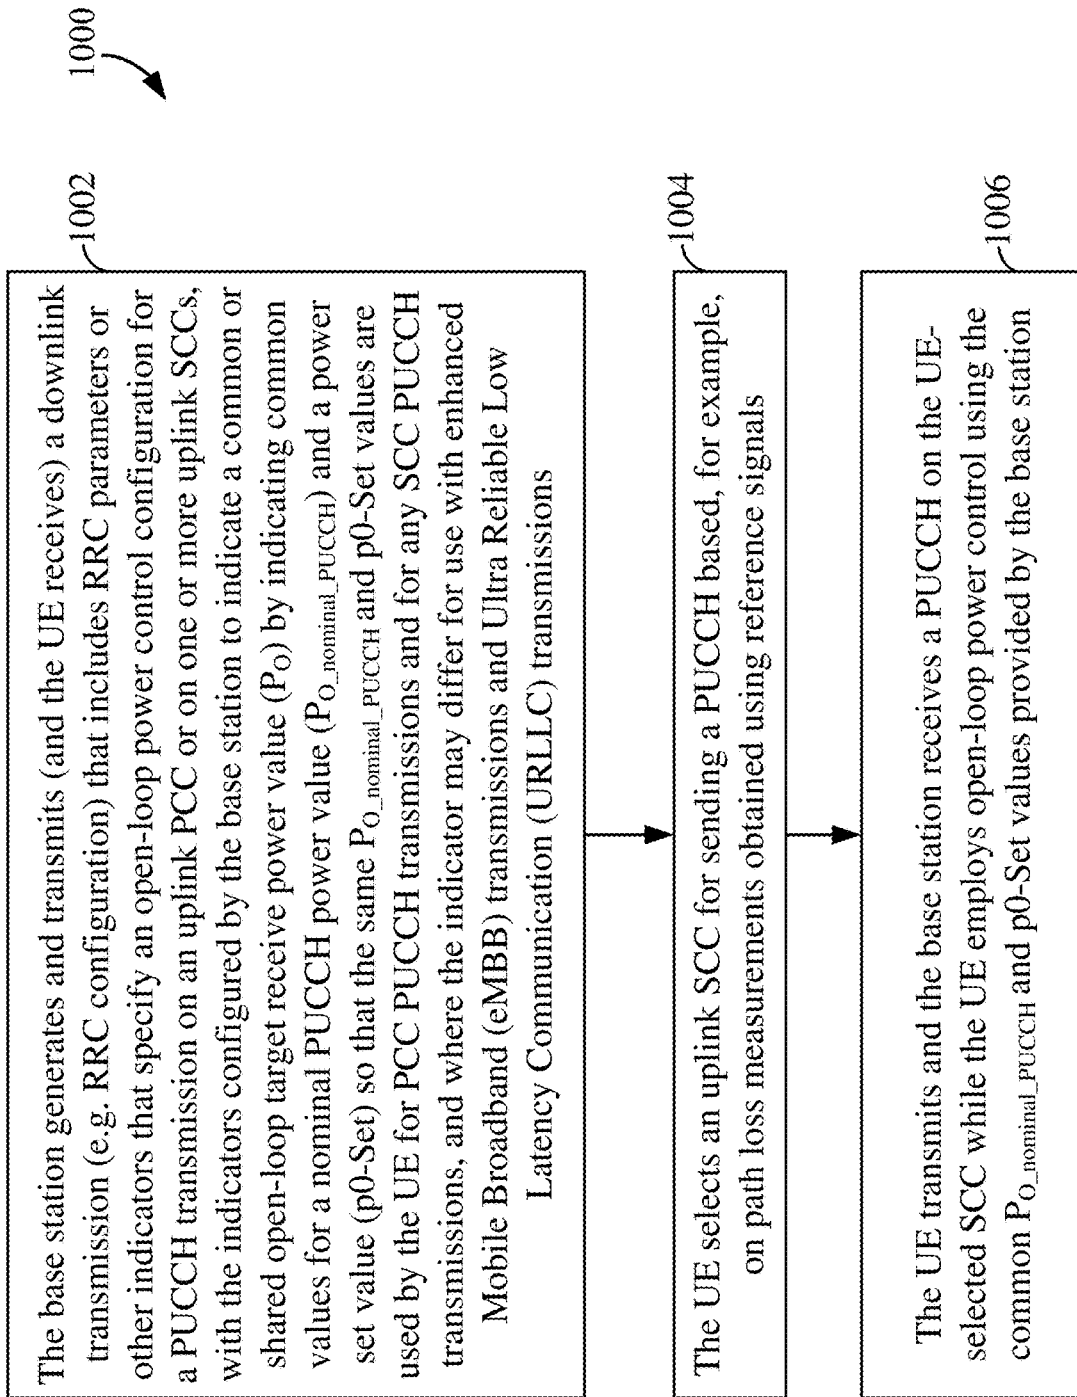 1000
1002
The base station generates and transmits (and the UE receives) a downlink
transmission (e.g. RRC configuration) that includes RRC parameters or
other indicators that specify an open-loop power control configuration for
a PUCCH transmission on an uplink PCC or on one or more uplink SCCs,
with the indicators configured by the base station to indicate a common or
shared open-loop target receive power value (PO) by indicating common
values for a nominal PUCCH power value (PO_nominal_PUCCH) and a power
set value (p0-Set) so that the same PO_nominal_PUCCH and p0-Set values are
used by the UE for PCC PUCCH transmissions and for any SCC PUCCH
transmissions, and where the indicator may differ for use with enhanced
Mobile Broadband (eMBB) transmissions and Ultra Reliable Low
Latency Communication (URLLC) transmissions
1004
The UE selects an uplink SCC for sending a PUCCH based, for example,
on path loss measurements obtained using reference signals
1006
The UE transmits and the base station receives a PUCCH on the UE-
selected SCC while the UE employs open-loop power control using the
common PO_nominal_PUCCH and p0-Set values provided by the base station